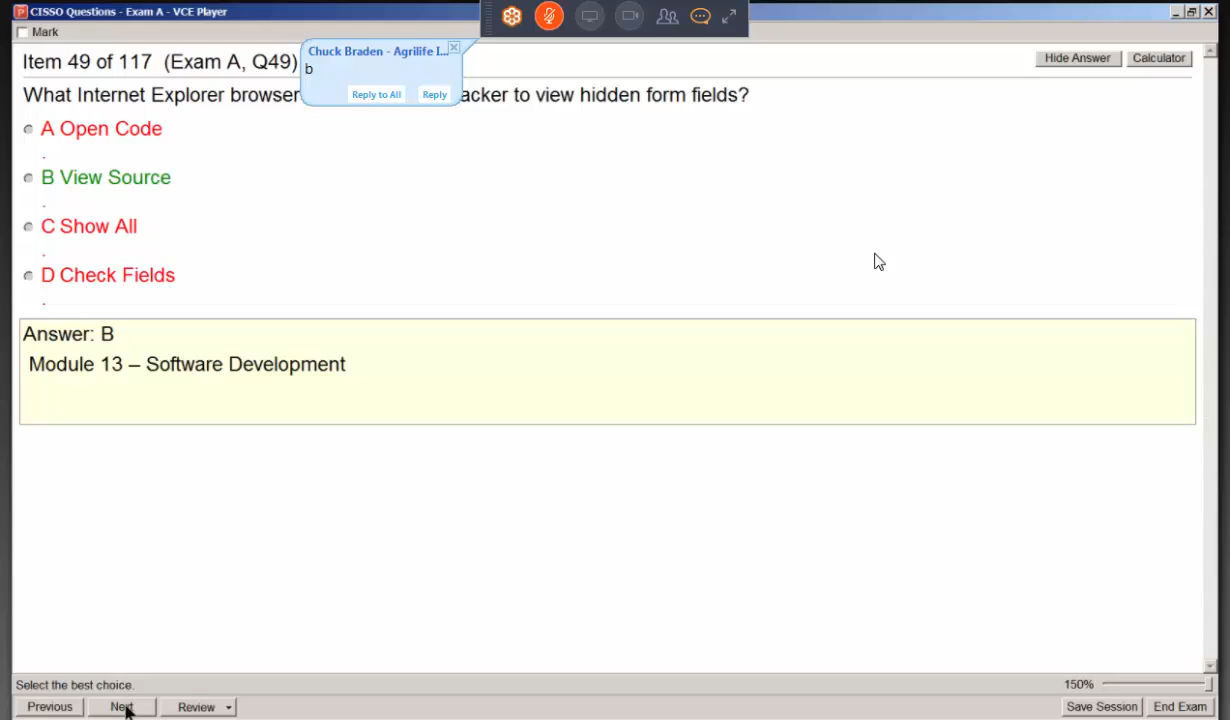 CISSO Questions - Exam A - VCE Player
Mark
Item 49 of 117 (Exam A, Q49)
Hide Answer
Calculator
Chuck Braden - Agrilife I...
b
Reply to All
Reply
What Internet Explorer browser acker to view hidden form fields?
A Open Code
.
B View Source
.
C Show All
.
D Check Fields
.
Answer: B
Module 13 – Software Development
Select the best choice.
150%
Previous
Next
Review
Save Session
End Exam